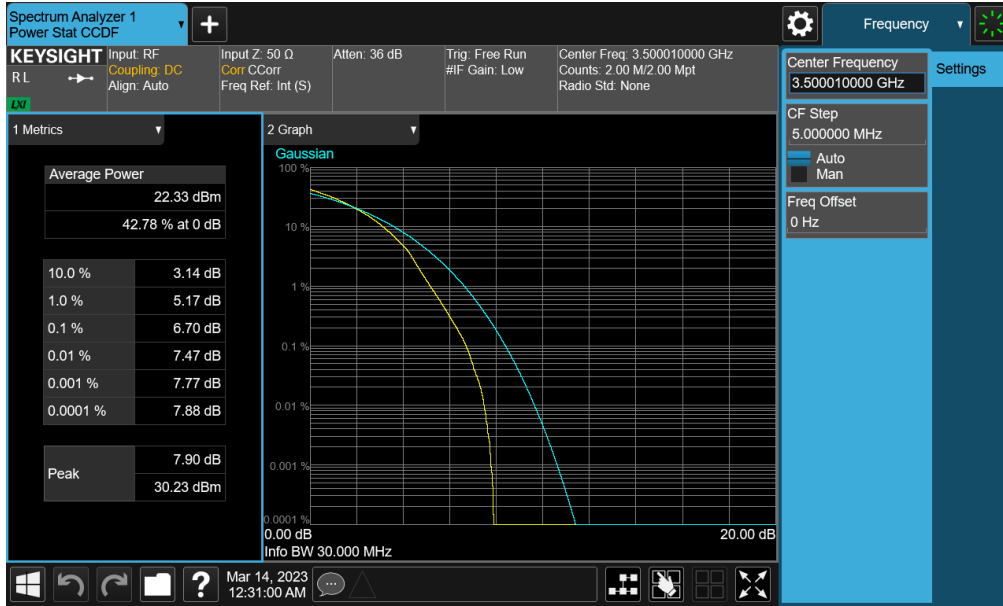 Spectrum Analyzer 1
Power Stat CCDF
Frequency
KEYSIGHT
RL
LXI
Input: RF
Coupling: DC
Align: Auto
Input Z: 50 Ω
Corr CCorr
Freq Ref: Int (S)
Atten: 36 dB
Trig: Free Run
#IF Gain: Low
Center Freq: 3.500010000 GHz
Counts: 2.00 M/2.00 Mpt
Radio Std: None
Center Frequency
3.500010000 GHz
Settings
CF Step
5.000000 MHz
Auto
Man
Freq Offset
0 Hz
1 Metrics
Average Power
22.33 dBm
42.78 % at 0 dB
10.0 % 3.14 dB
1.0 % 5.17 dB
0.1 % 6.70 dB
0.01 % 7.47 dB
0.001 % 7.77 dB
0.0001 % 7.88 dB
Peak
7.90 dB
30.23 dBm
2 Graph
Gaussian
100 %
10 %
1 %
0.1 %
0.01 %
0.001 %
0.0001 %
0.00 dB 20.00 dB
Info BW 30.000 MHz
?
Mar 14, 2023
12:31:00 AM